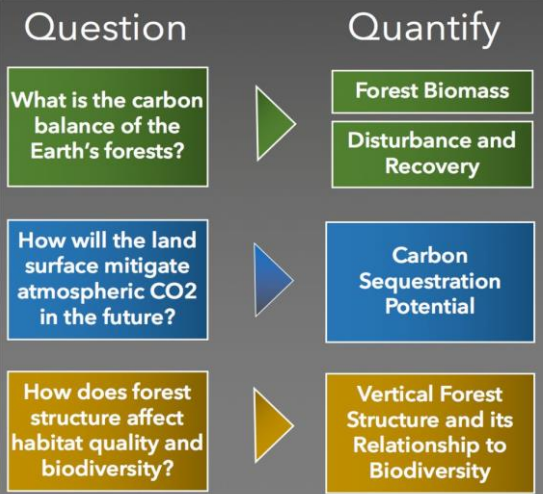 Question
Quantify
What is the carbon
balance of the
Earth's forests?
Forest Biomass
Disturbance and
Recovery
How will the land
surface mitigate
atmospheric CO2
in the future?
Carbon
Sequestration
Potential
How does forest
structure affect
habitat quality and
biodiversity?
Vertical Forest
Structure and its
Relationship to
Biodiversity